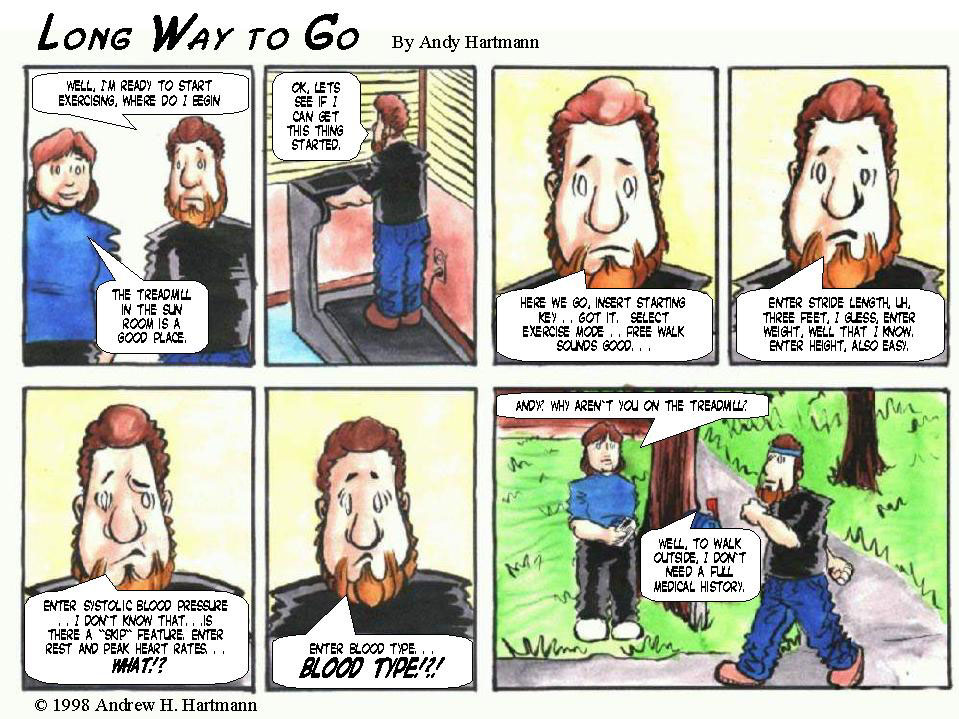 LONG WAY TO GO
By Andy Hartmann
WELL, I'M READY TO START
EXERCISING, WHERE DO I BEGIN
THE TREADMILL
IN THE SUN
ROOM IS A
GOOD PLACE.
OK, LETS
SEE IF I
CAN GET
THIS THING
STARTED.
HERE WE GO, INSERT STARTING
KEY . . GOT IT. SELECT
EXERCISE MODE . . FREE WALK
SOUNDS GOOD. . .
ENTER STRIDE LENGTH, UH,
THREE FEET, I GUESS, ENTER
WEIGHT, WELL THAT I KNOW.
ENTER HEIGHT, ALSO EASY.
ENTER SYSTOLIC BLOOD PRESSURE
. . I DON'T KNOW THAT. . .IS
THERE A "SKIP" FEATURE. ENTER
REST AND PEAK HEART RATES. . .
WHAT!?
ENTER BLOOD TYPE. . .
BLOOD TYPE!?!
ANDY? WHY AREN'T YOU ON THE TREADMILL?
WELL, TO WALK
OUTSIDE, I DON'T
NEED A FULL
MEDICAL HISTORY.
© 1998 Andrew H. Hartmann